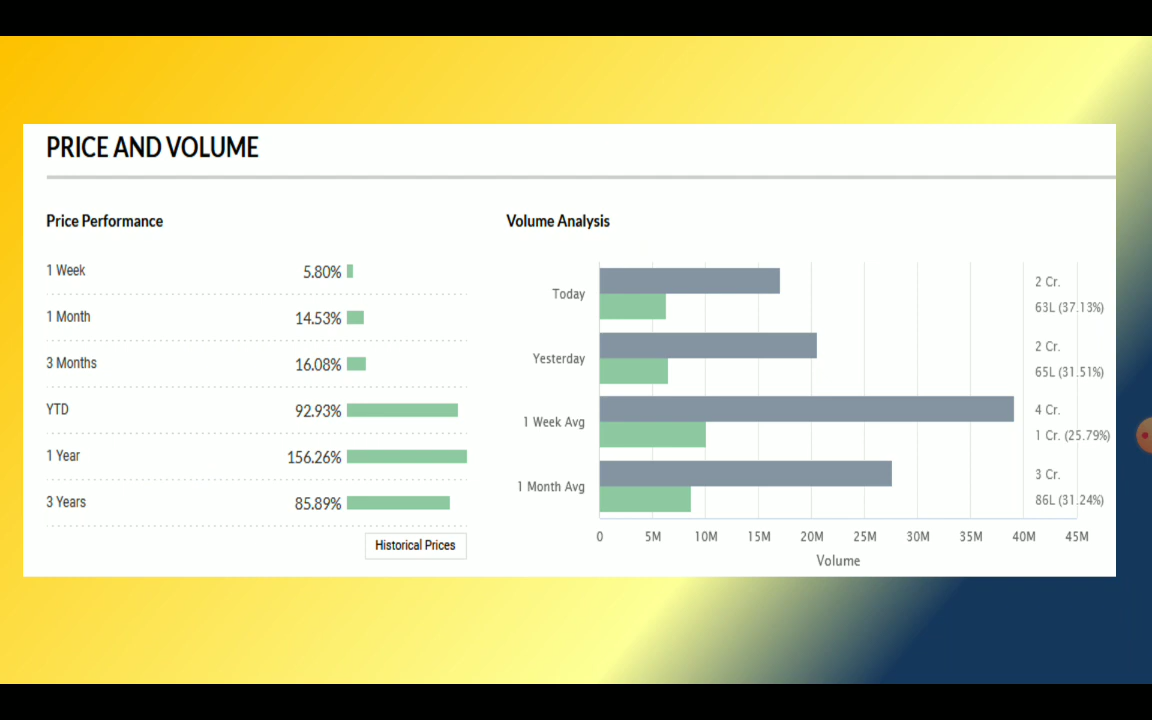 PRICE AND VOLUME
Price Performance
1 Week 5.80%
1 Month 14.53%
3 Months 16.08%
YTD 92.93%
1 Year 156.26%
3 Years 85.89%
Historical Prices
Volume Analysis
Today 2 Cr.
63L (37.13%)
Yesterday 2 Cr.
65L (31.51%)
1 Week Avg 4 Cr.
1 Cr. (25.79%)
1 Month Avg 3 Cr.
86L (31.24%)
0 5M 10M 15M 20M 25M 30M 35M 40M 45M
Volume